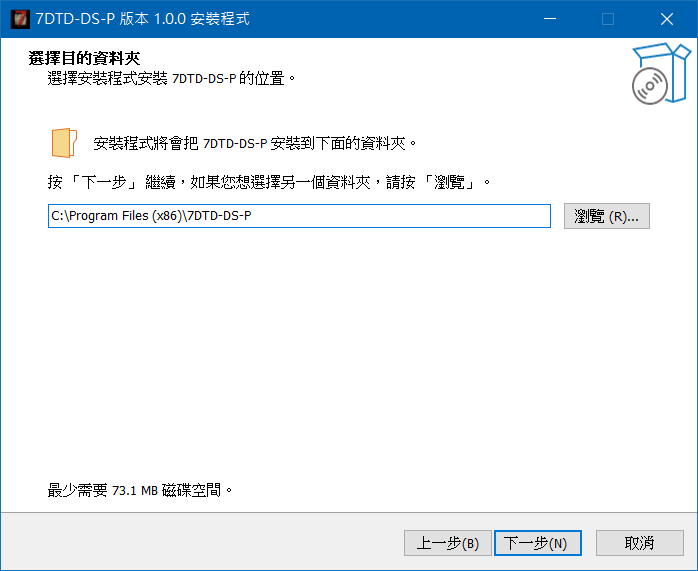 7DTD-DS-P 版本 1.0.0 安裝程式
選擇目的資料夾
選擇安裝程式安裝 7DTD-DS-P 的位置。
安裝程式將會把 7DTD-DS-P 安裝到下面的資料夾。
按 「下一步」 繼續，如果您想選擇另一個資料夾，請按 「瀏覽」。
C:\Program Files (x86)\7DTD-DS-P
瀏覽 (R)...
最少需要 73.1 MB 磁碟空間。
上一步(B)
下一步(N)
取消